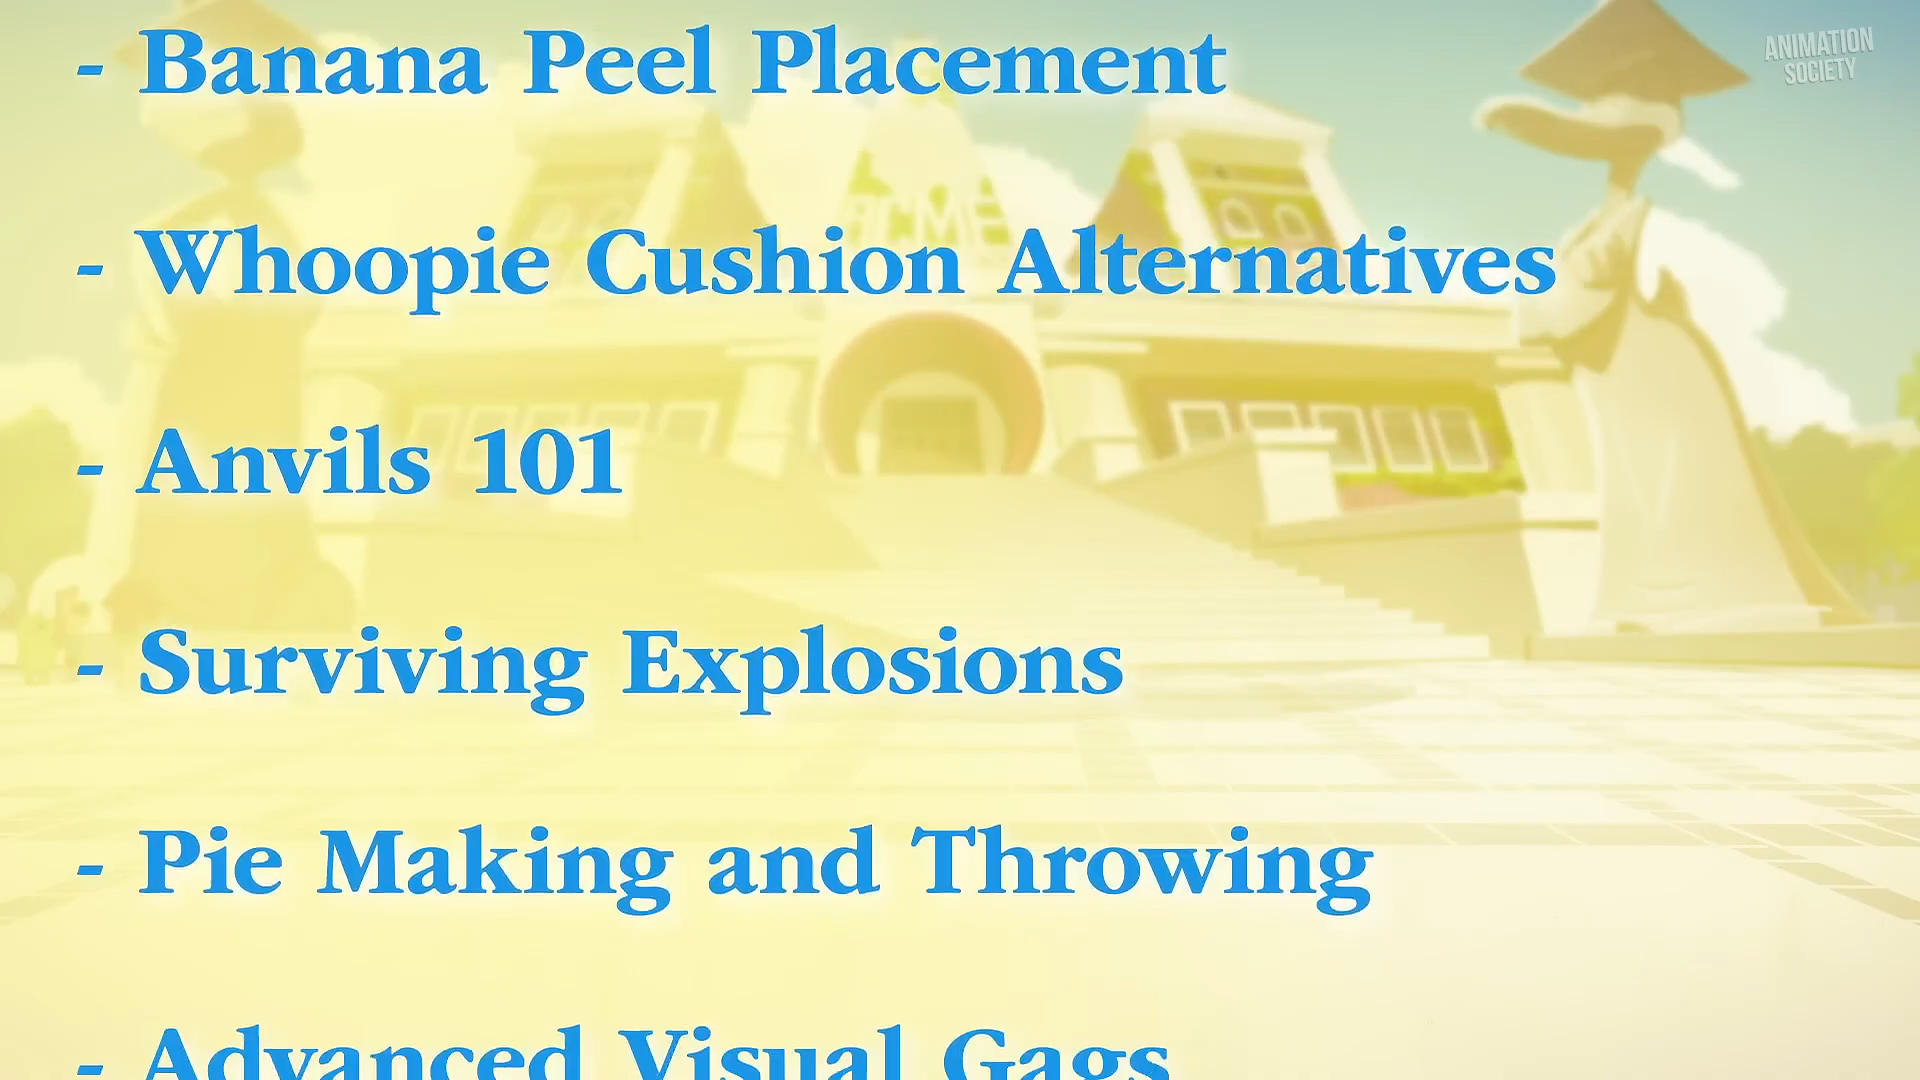 - Banana Peel Placement
ANIMATION
SOCIETY
ACME
- Whoopie Cushion Alternatives
- Anvils 101
- Surviving Explosions
- Pie Making and Throwing
- Advanced Visual Gags